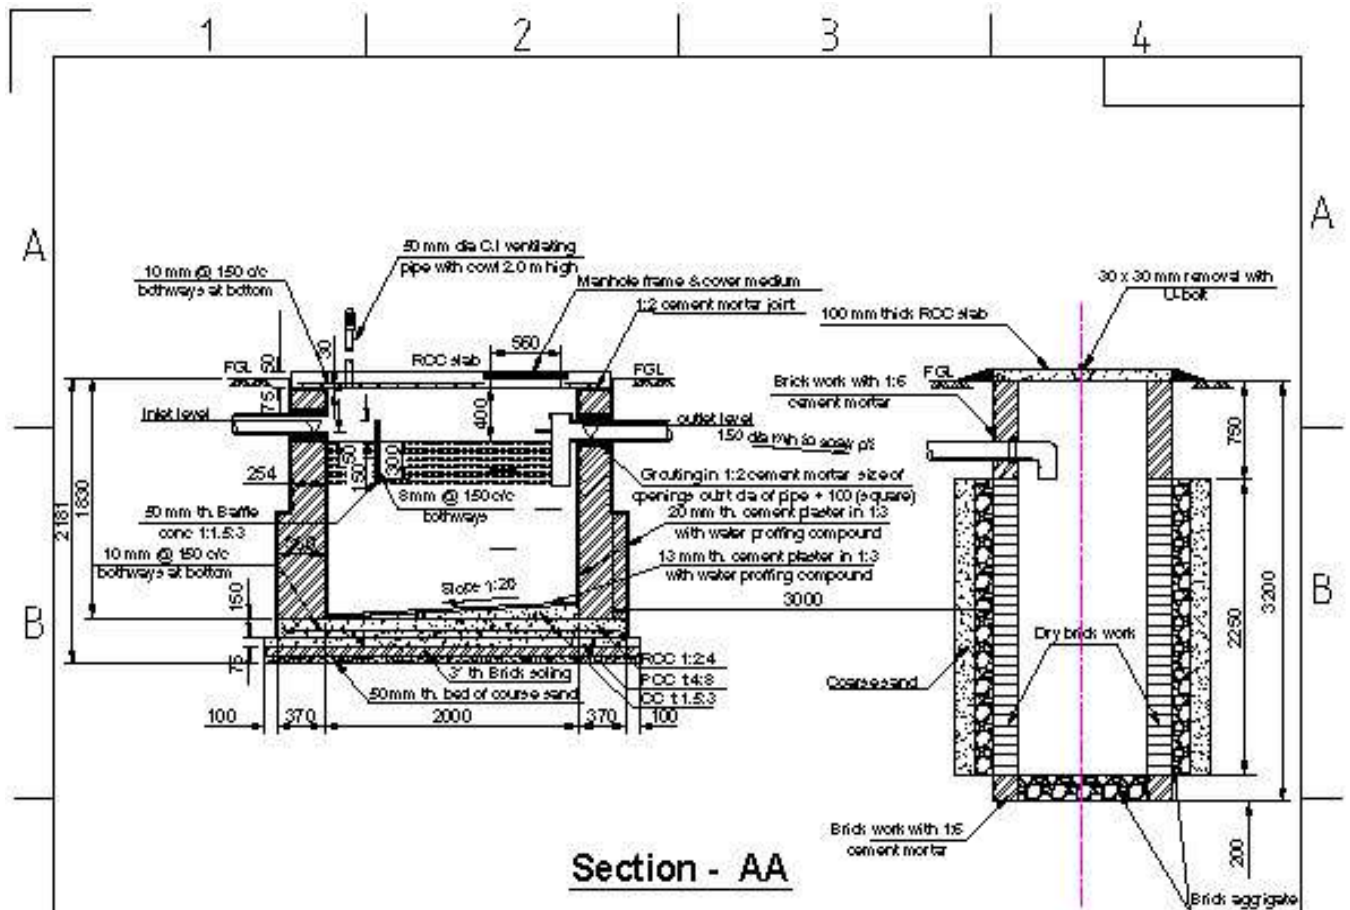 1 2 3 4
A
A
50 mm dia C.I ventilating
pipe with cowl 2.0 m high
10 mm @ 150 c/c
bothways at bottom
Manhole frame & cover medium
1:2 cement mortar joint
30 x 30 mm removal with
U-bolt
100 mm thick RCC slab
560
RCC slab
30
50
75
FGL
FGL
FGL
Brick work with 1:6
cement mortar
Inlet level
400
outlet level
150 dia min to soak pit
750
254
150
300
Grouting in 1:2 cement mortar size of
openings out dia of pipe + 100 (square)
8mm @ 150 c/c
bothways
50 mm th. Baffle
conc 1:1.5:3
20 mm th. cement plaster in 1:3
with water proffing compound
10 mm @ 150 c/c
bothways at bottom
13 mm th. cement plaster in 1:3
with water proffing compound
2181
1830
Slope 1:20
3000
B
B
150
75
2250
3200
Dry brick work
RCC 1:2:4
3" th Brick soling
PCC 1:4:8
50mm th. bed of course sand
CC 1:1.5:3
Coarse sand
100 370 2000 370 100
Brick work with 1:6
cement mortar
200
Section - AA
Brick aggigate